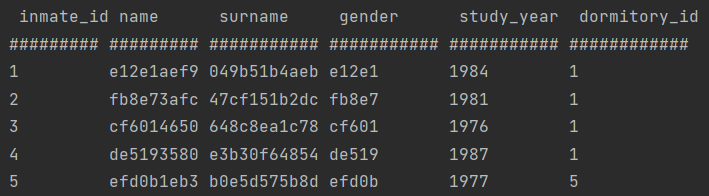 inmate_id name surname gender study_year dormitory_id
######### ######### ########### ########### ########### ############
1 e12e1aef9 049b51b4aeb e12e1 1984 1
2 fb8e73afc 47cf151b2dc fb8e7 1981 1
3 cf6014650 648c8ea1c78 cf601 1976 1
4 de5193580 e3b30f64854 de519 1987 1
5 efd0b1eb3 b0e5d575b8d efd0b 1977 5